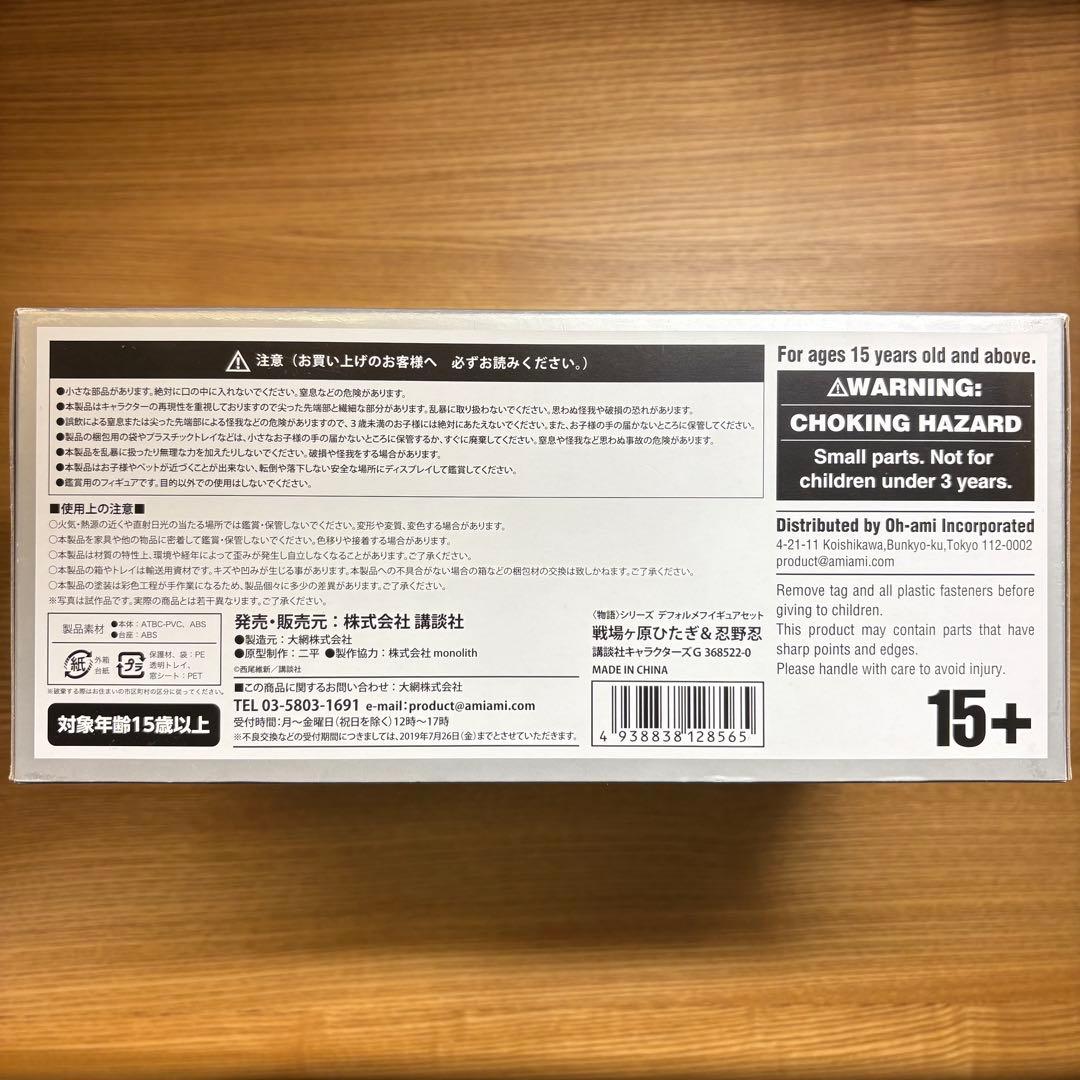 ⚠ 注意（お買い上げのお客様へ　必ずお読みください。）
●小さな部品があります。絶対に口の中に入れないでください。窒息などの危険があります。
●本製品はキャラクターの再現性を重視しておりますので尖った先端部と繊細な部分があります。乱暴に取り扱わないでください。思わぬ怪我や破損の恐れがあります。
●誤飲による窒息または尖った先端部による怪我などの危険がありますので、3歳未満のお子様には絶対にあたえないでください。また、お子様の手の届かないところに保管してください。
●製品の梱包用の袋やプラスチックトレイなどは、小さなお子様の手の届かないところに保管するか、すぐに廃棄してください。窒息や怪我など思わぬ事故の危険があります。
●本製品を乱暴に扱ったり無理な力を加えたりしないでください。破損や怪我をする場合があります。
●本製品はお子様やペットが近づくことが出来ない、転倒や落下しない安全な場所にディスプレイして鑑賞してください。
●鑑賞用のフィギュアです。目的以外での使用はしないでください。
■使用上の注意■
○火気・熱源の近くや直射日光の当たる場所では鑑賞・保管しないでください。変形や変質、変色する場合があります。
○本製品を家具や他の物品に密着して鑑賞・保管しないでください。色移りや接着する場合があります。
○本製品は材質の特性上、環境や経年によって歪みが発生し自立しなくなることがあります。ご了承ください。
○本製品の箱やトレイは輸送用資材です。キズや凹みが生じる事があります。本製品への不具合がない場合の箱などの梱包材の交換は致しかねます。ご了承ください。
○本製品の塗装は彩色工程が手作業になるため、製品個々に多少の差異があります。ご了承ください。
※写真は試作品です。実際の商品とは若干異なります。ご了承ください。
製品素材
●本体：ATBC-PVC、ABS
●台座：ABS
紙
外箱
台紙
プラ
保護材、袋：PE
透明トレイ、
窓シート：PET
※破棄する際はお住まいの市区町村の区分に従ってください。
対象年齢15歳以上
発売・販売元：株式会社 講談社
●製造元：大網株式会社
●原型制作：二平 ●製作協力：株式会社 monolith
©西尾維新／講談社
■この商品に関するお問い合わせ：大網株式会社
TEL 03-5803-1691 e-mail：product@amiami.com
受付時間：月～金曜日（祝日を除く）12時～17時
※不良交換などの受付期間につきましては、2019年7月26日（金）までとさせていただきます。
〈物語〉シリーズ デフォルメフィギュアセット
戦場ヶ原ひたぎ＆忍野忍
講談社キャラクターズG 368522-0
MADE IN CHINA
4 938838 128565
For ages 15 years old and above.
⚠WARNING:
CHOKING HAZARD
Small parts. Not for
children under 3 years.
Distributed by Oh-ami Incorporated
4-21-11 Koishikawa,Bunkyo-ku,Tokyo 112-0002
product@amiami.com
Remove tag and all plastic fasteners before
giving to children.
This product may contain parts that have
sharp points and edges.
Please handle with care to avoid injury.
15+